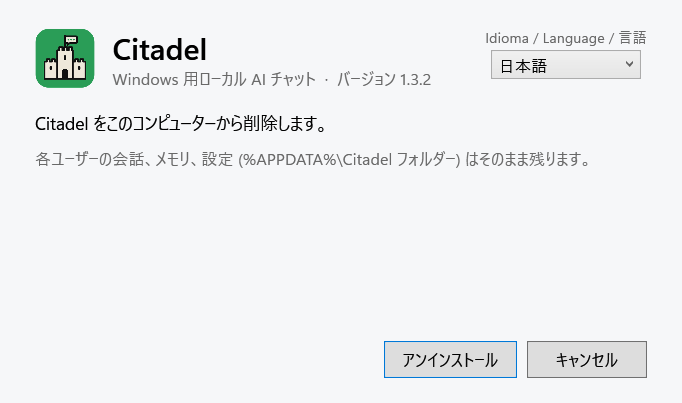 Citadel
Windows 用ローカル AI チャット · バージョン 1.3.2
Idioma / Language / 言語
日本語
Citadel をこのコンピューターから削除します。
各ユーザーの会話、メモリ、設定 (%APPDATA%\Citadel フォルダー) はそのまま残ります。
アンインストール
キャンセル